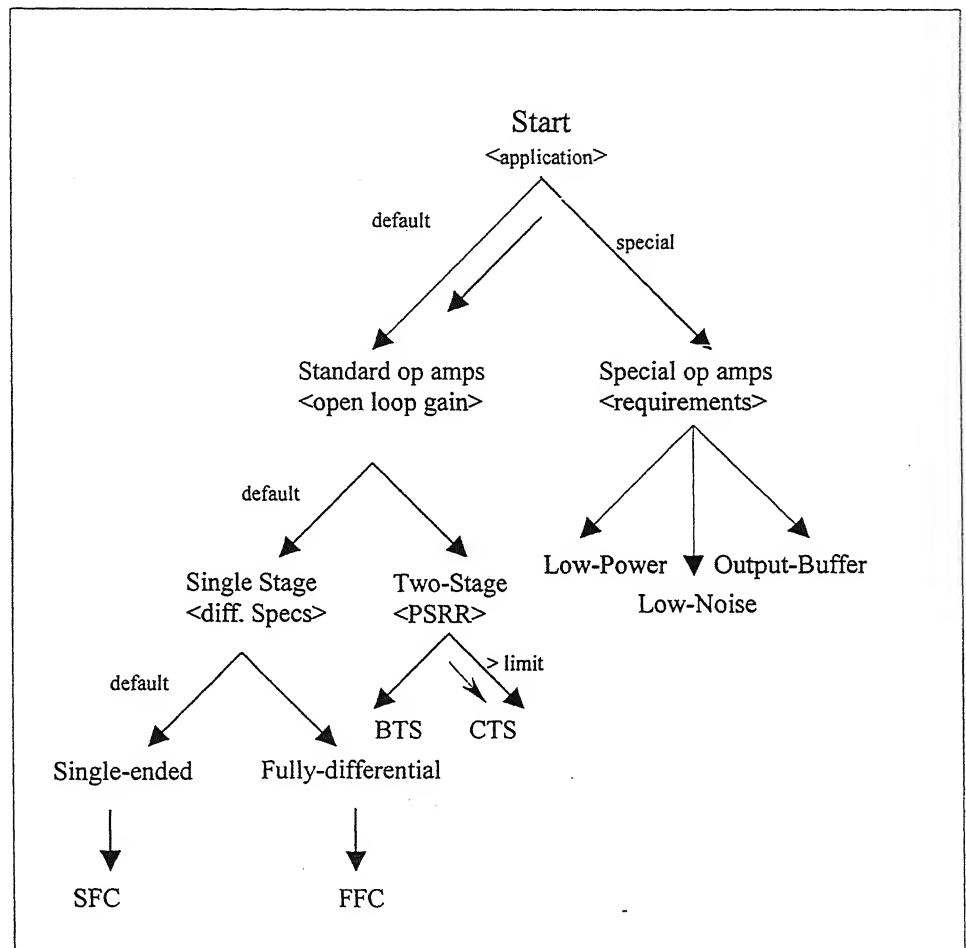 Start
<application>
default
special
Standard op amps
<open loop gain>
Special op amps
<requirements>
default
Single Stage
<diff. Specs>
Two-Stage
<PSRR>
Low-Power
Output-Buffer
Low-Noise
default
> limit
BTS
CTS
Single-ended
Fully-differential
SFC
FFC